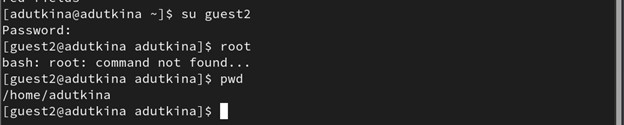 [adutkina@adutkina ~]$ su guest2
Password:
[guest2@adutkina adutkina]$ root
bash: root: command not found...
[guest2@adutkina adutkina]$ pwd
/home/adutkina
[guest2@adutkina adutkina]$